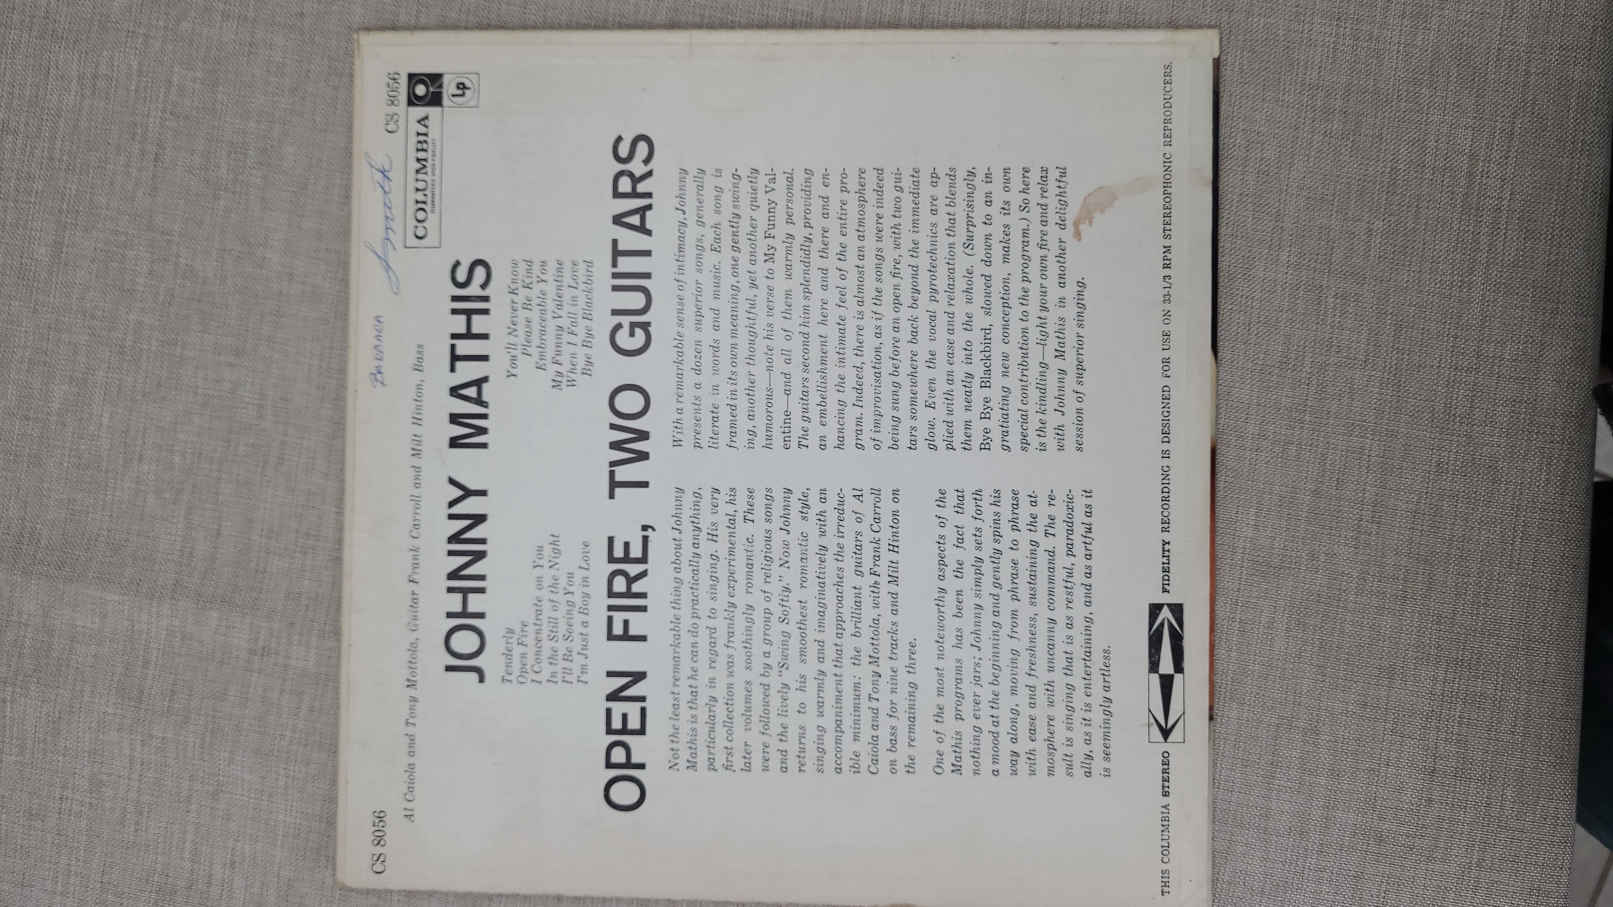 BARBARA Smith
CS 8056
CS 8056
COLUMBIA
Lp
Al Caiola and Tony Mottola, Guitar Frank Carroll and Milt Hinton, Bass
JOHNNY MATHIS
Tenderly
Open Fire
I Concentrate on You
In the Still of the Night
I'll Be Seeing You
I'm Just a Boy in Love
You'll Never Know
Please Be Kind
Embraceable You
My Funny Valentine
When I Fall in Love
Bye Bye Blackbird
OPEN FIRE, TWO GUITARS
Not the least remarkable thing about Johnny
Mathis is that he can do practically anything,
particularly in regard to singing. His very
first collection was frankly experimental, his
later volumes soothingly romantic. These
were followed by a group of religious songs
and the lively "Swing Softly." Now Johnny
returns to his smoothest romantic style,
singing warmly and imaginatively with an
accompaniment that approaches the irreduc-
ible minimum: the brilliant guitars of Al
Caiola and Tony Mottola, with Frank Carroll
on bass for nine tracks and Milt Hinton on
the remaining three.
One of the most noteworthy aspects of the
Mathis programs has been the fact that
nothing ever jars; Johnny simply sets forth
a mood at the beginning and gently spins his
way along, moving from phrase to phrase
with ease and freshness, sustaining the at-
mosphere with uncanny command. The re-
sult is singing that is as restful, paradoxic-
ally, as it is entertaining, and as artful as it
is seemingly artless.
With a remarkable sense of intimacy, Johnny
presents a dozen superior songs, generally
literate in words and music. Each song is
framed in its own meaning, one gently swing-
ing, another thoughtful, yet another quietly
humorous—note his verse to My Funny Val-
entine—and all of them warmly personal.
The guitars second him splendidly, providing
an embellishment here and there and en-
hancing the intimate feel of the entire pro-
gram. Indeed, there is almost an atmosphere
of improvisation, as if the songs were indeed
being sung before an open fire, with two gui-
tars somewhere back beyond the immediate
glow. Even the vocal pyrotechnics are ap-
plied with an ease and relaxation that blends
them neatly into the whole. (Surprisingly,
Bye Bye Blackbird, slowed down to an in-
gratiating new conception, makes its own
special contribution to the program.) So here
is the kindling—light your own fire and relax
with Johnny Mathis in another delightful
session of superior singing.
THIS COLUMBIA STEREO FIDELITY RECORDING IS DESIGNED FOR USE ON 33-1/3 RPM STEREOPHONIC REPRODUCERS.